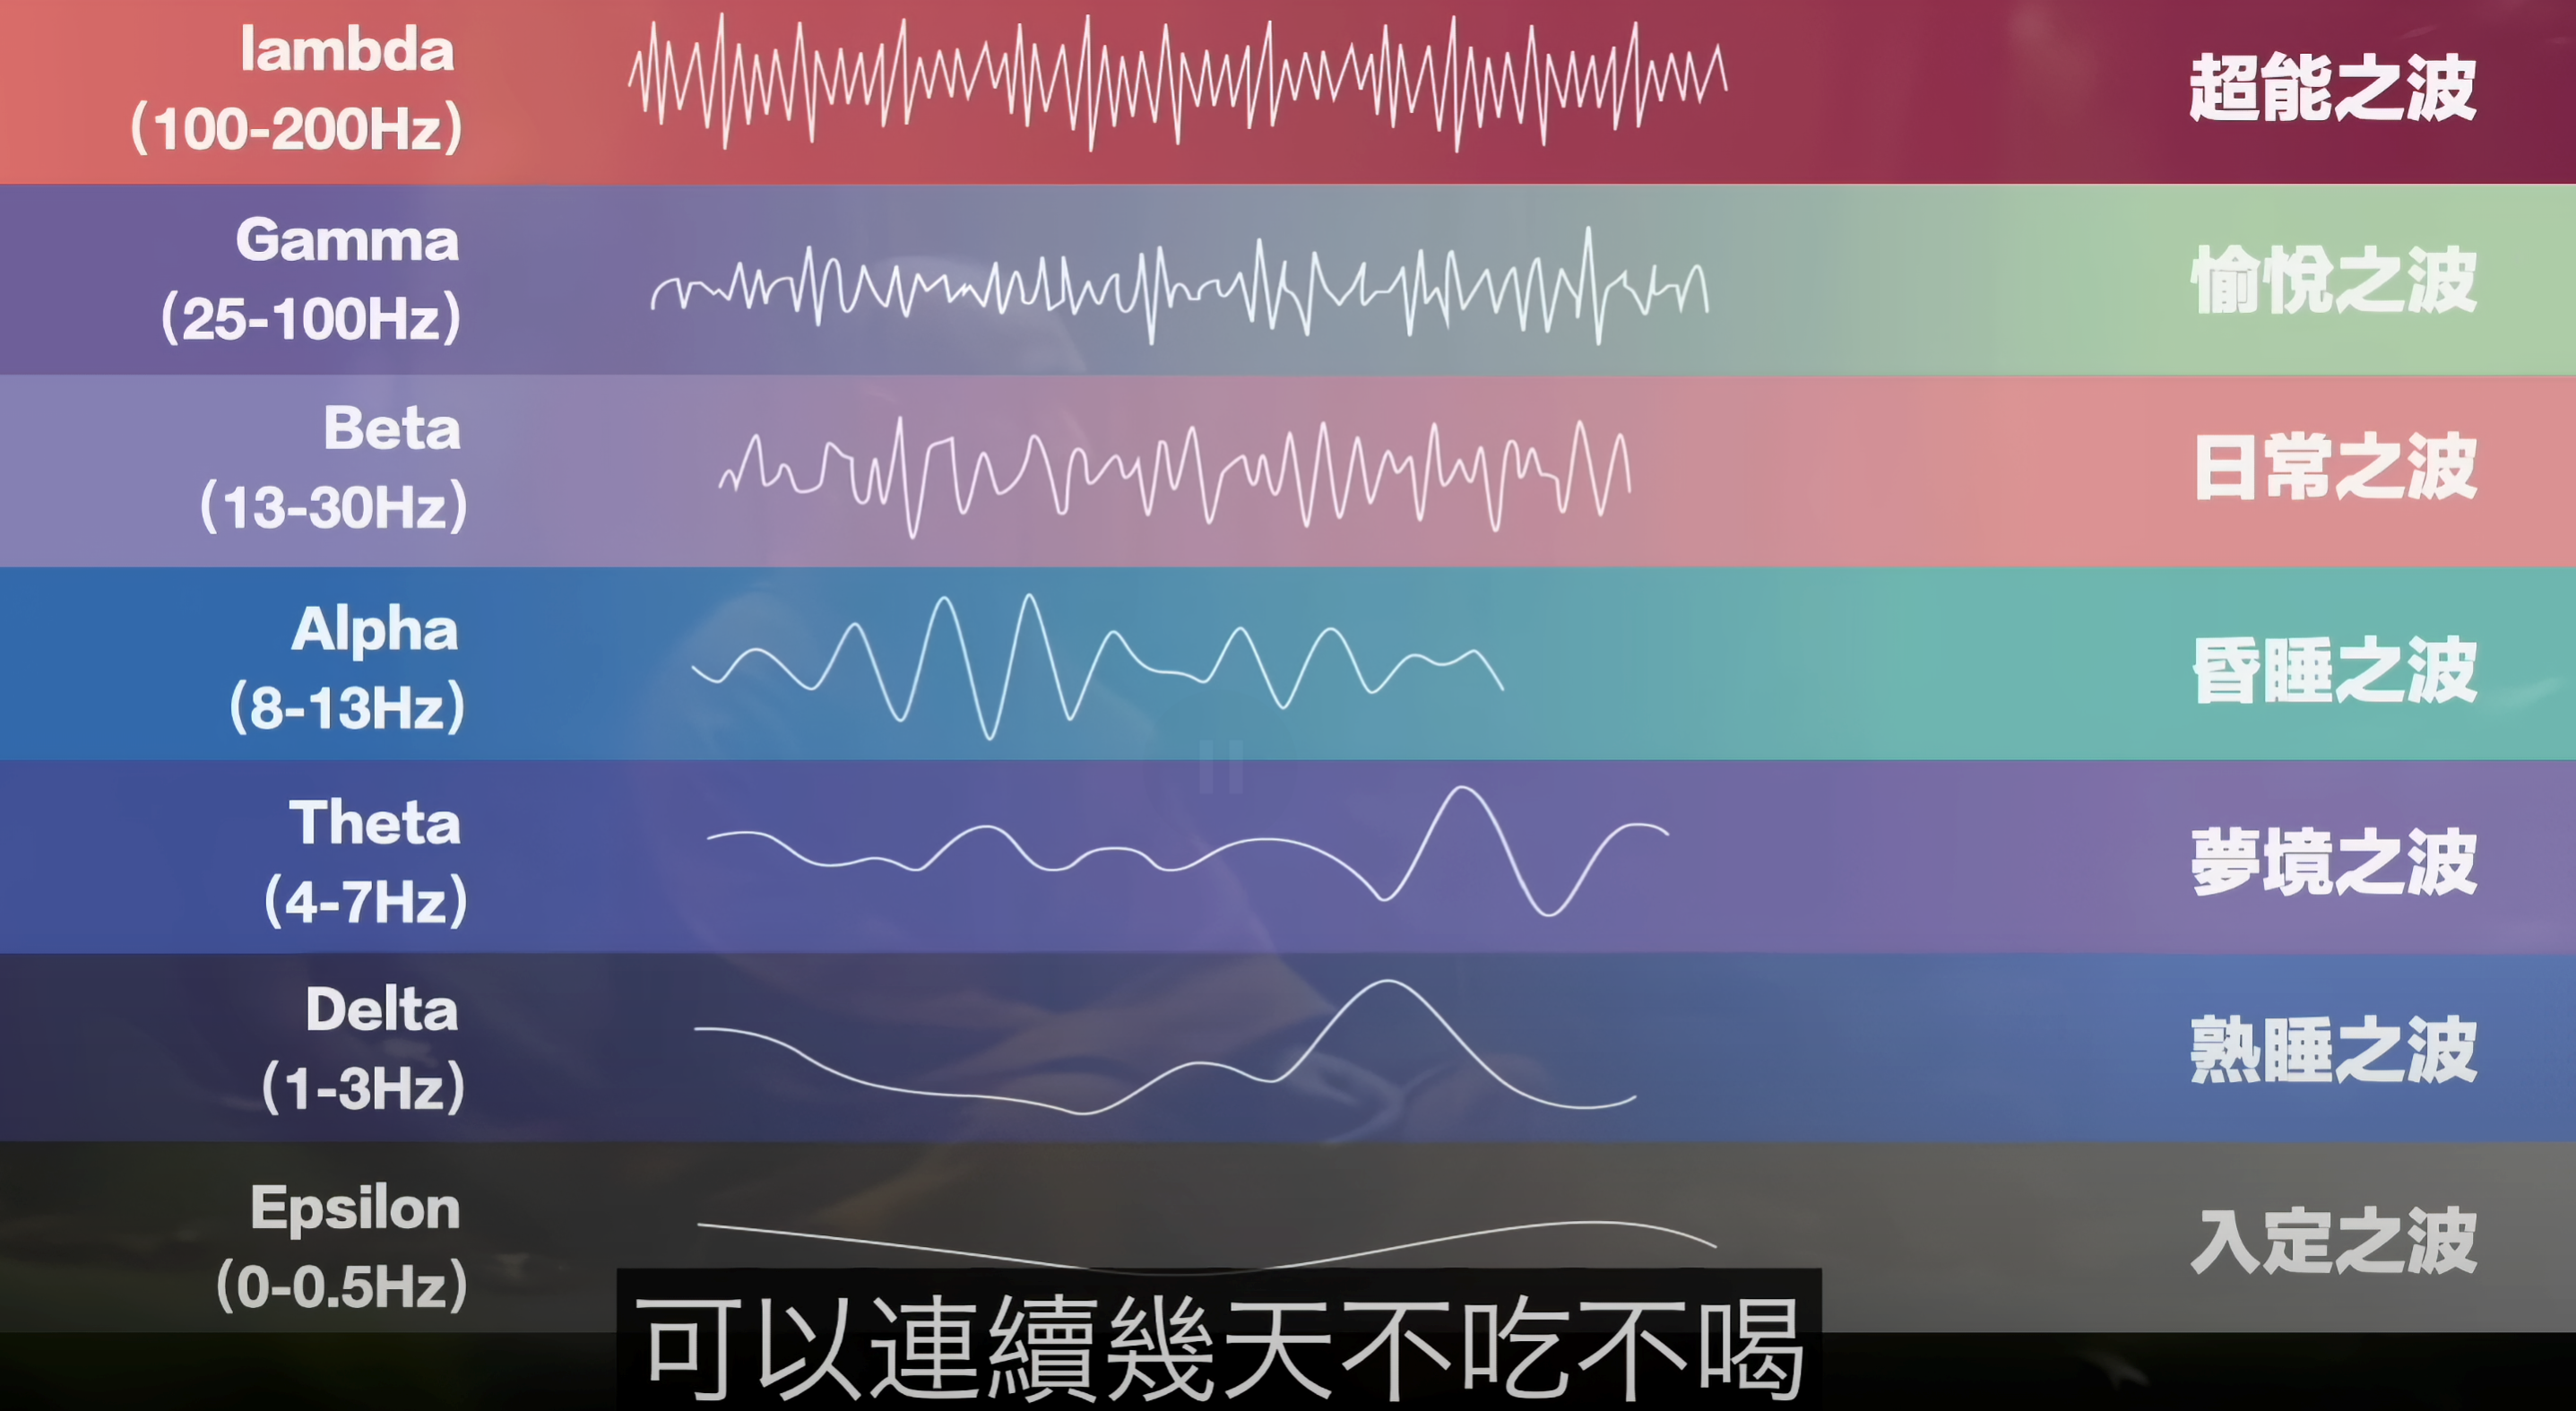 lambda
(100-200Hz)
超能之波
Gamma
(25-100Hz)
愉悅之波
Beta
(13-30Hz)
日常之波
Alpha
(8-13Hz)
昏睡之波
Theta
(4-7Hz)
夢境之波
Delta
(1-3Hz)
熟睡之波
Epsilon
(0-0.5Hz)
入定之波
可以連續幾天不吃不喝